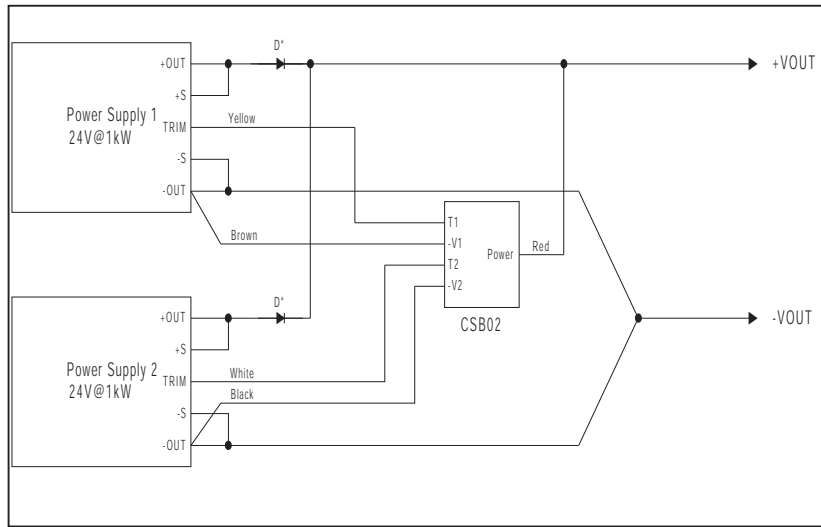 D*
+OUT
+VOUT
+S
Power Supply 1
24V@1kW
TRIM
Yellow
-S
-OUT
T1
Brown
-V1
Power
Red
T2
-V2
CSB02
D*
+OUT
-VOUT
+S
Power Supply 2
24V@1kW
TRIM
White
Black
-S
-OUT